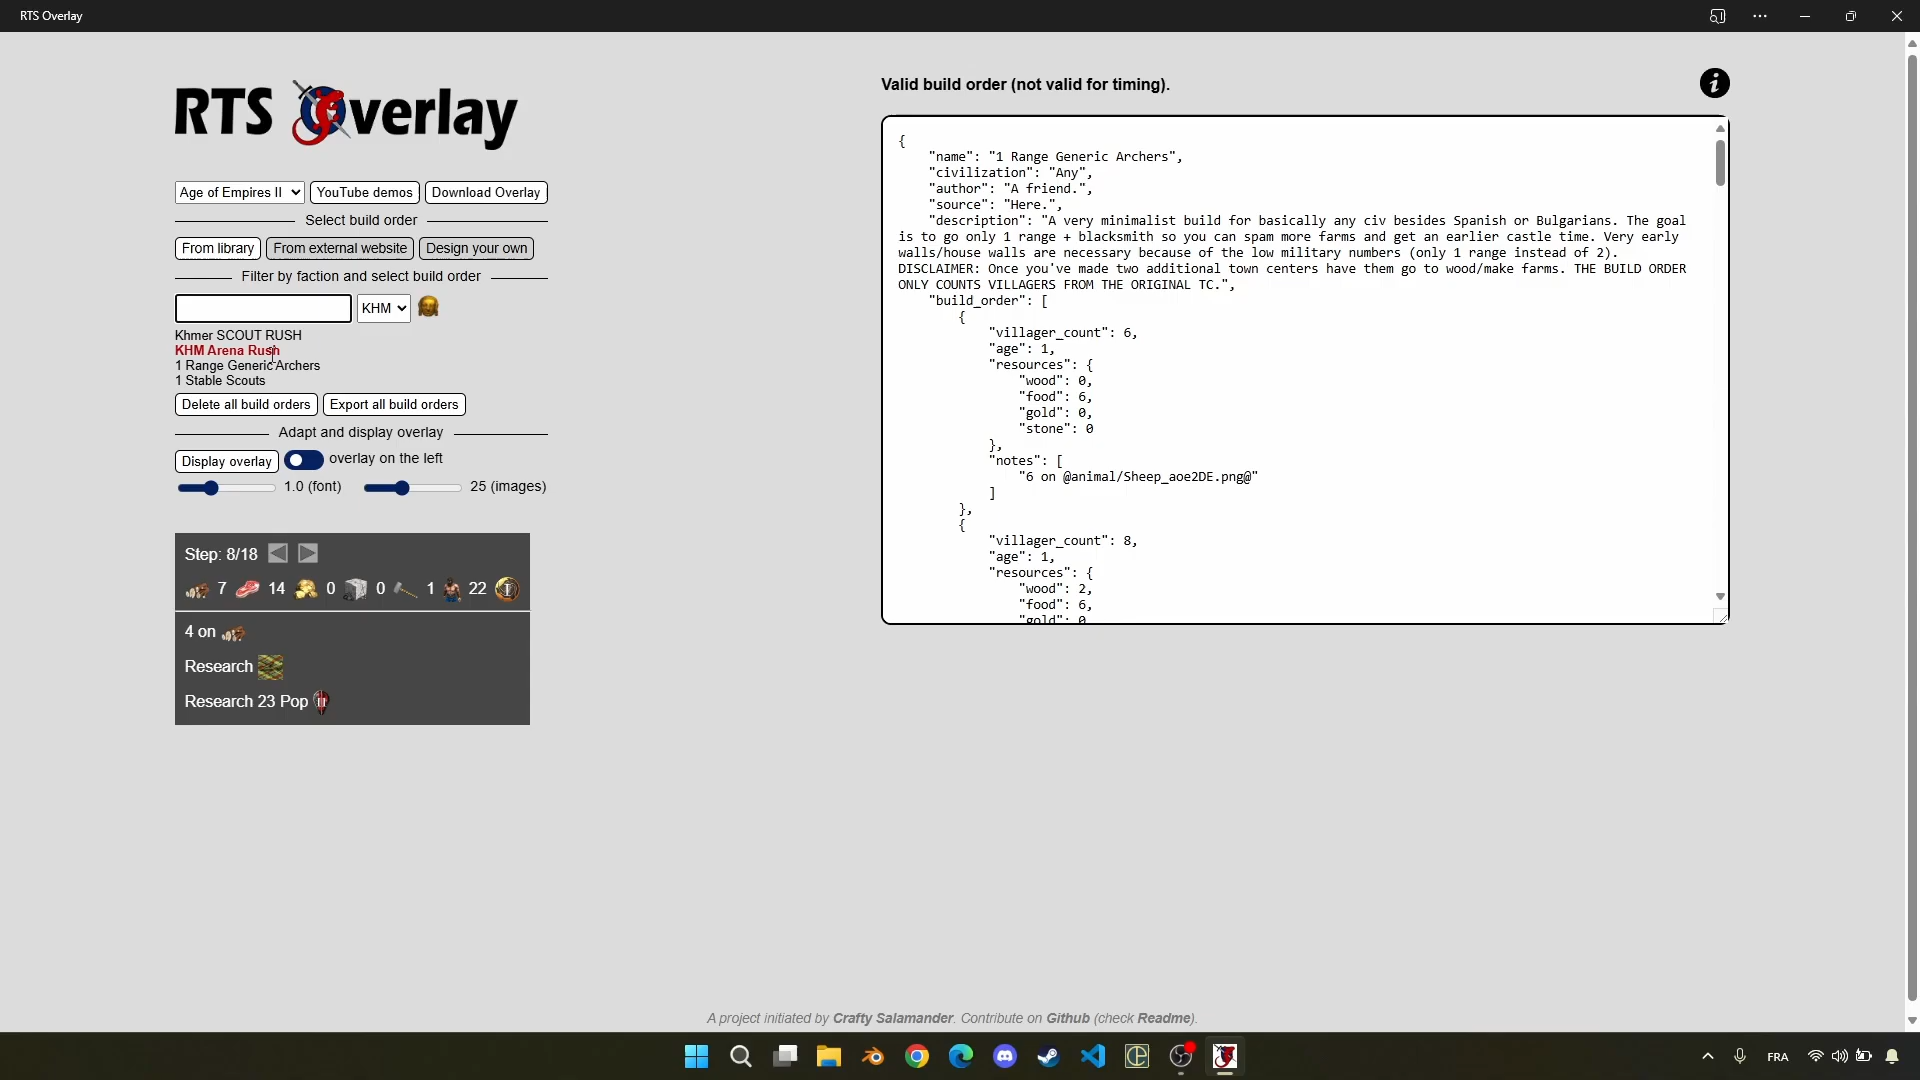 RTS Overlay
RTS Overlay
Age of Empires II
YouTube demos
Download Overlay
Select build order
From library
From external website
Design your own
Filter by faction and select build order
KHM
Khmer SCOUT RUSH
KHM Arena Rush
1 Range Generic Archers
1 Stable Scouts
Delete all build orders
Export all build orders
Adapt and display overlay
Display overlay
overlay on the left
1.0 (font)
25 (images)
Step: 8/18
7 14 0 0 1 22
4 on
Research
Research 23 Pop
Valid build order (not valid for timing).
{
"name": "1 Range Generic Archers",
"civilization": "Any",
"author": "A friend.",
"source": "Here.",
"description": "A very minimalist build for basically any civ besides Spanish or Bulgarians. The goal
is to go only 1 range + blacksmith so you can spam more farms and get an earlier castle time. Very early
walls/house walls are necessary because of the low military numbers (only 1 range instead of 2).
DISCLAIMER: Once you've made two additional town centers have them go to wood/make farms. THE BUILD ORDER
ONLY COUNTS VILLAGERS FROM THE ORIGINAL TC.",
"build_order": [
{
"villager_count": 6,
"age": 1,
"resources": {
"wood": 0,
"food": 6,
"gold": 0,
"stone": 0
},
"notes": [
"6 on @animal/Sheep_aoe2DE.png@"
]
},
{
"villager_count": 8,
"age": 1,
"resources": {
"wood": 2,
"food": 6,
"gold": 0
A project initiated by Crafty Salamander. Contribute on Github (check Readme).
FRA